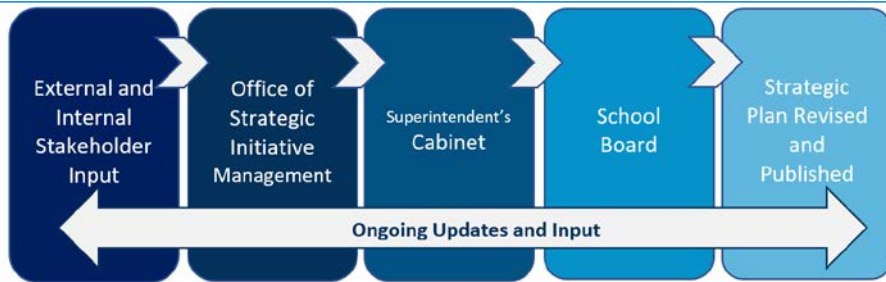 External and
Internal
Stakeholder
Input
Office of
Strategic
Initiative
Management
Superintendent's
Cabinet
School
Board
Strategic
Plan Revised
and
Published
Ongoing Updates and Input